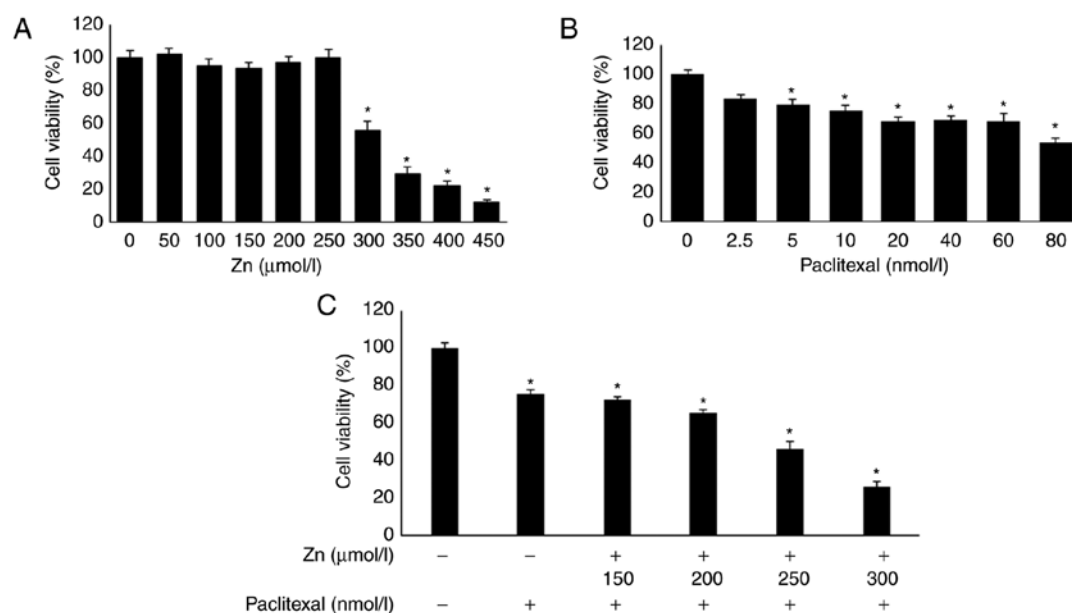 A
Cell viability (%)
120
100
80
60
40
20
0
*
*
*
*
0 50 100 150 200 250 300 350 400 450
Zn (μmol/l)
B
Cell viability (%)
120
100
80
60
40
20
0
*
*
*
*
*
*
0 2.5 5 10 20 40 60 80
Paclitexal (nmol/l)
C
Cell viability (%)
120
100
80
60
40
20
0
*
*
*
*
*
Zn (μmol/l) – – + + + +
150 200 250 300
Paclitexal (nmol/l) – + + + + +